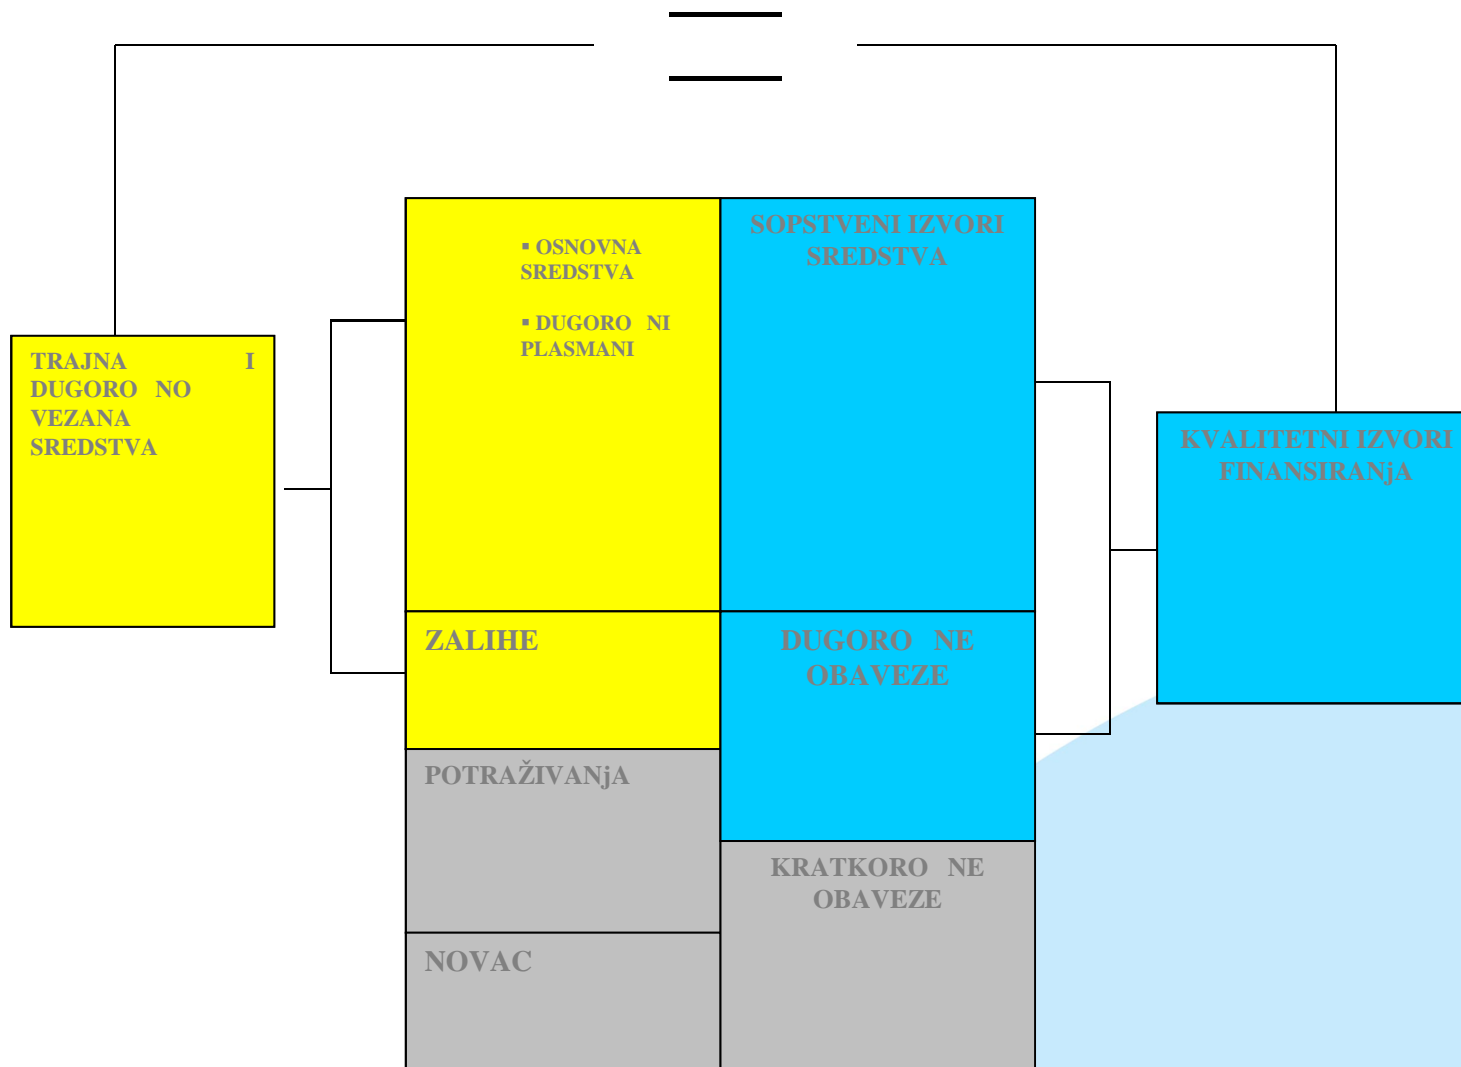 SOPSTVENI IZVORI
SREDSTVA
▪ OSNOVNA
SREDSTVA
▪ DUGORO NI
PLASMANI
TRAJNA I
DUGORO NO
VEZANA
SREDSTVA
KVALITETNI IZVORI
FINANSIRANjA
ZALIHE
DUGORO NE
OBAVEZE
POTRAŽIVANjA
KRATKORO NE
OBAVEZE
NOVAC